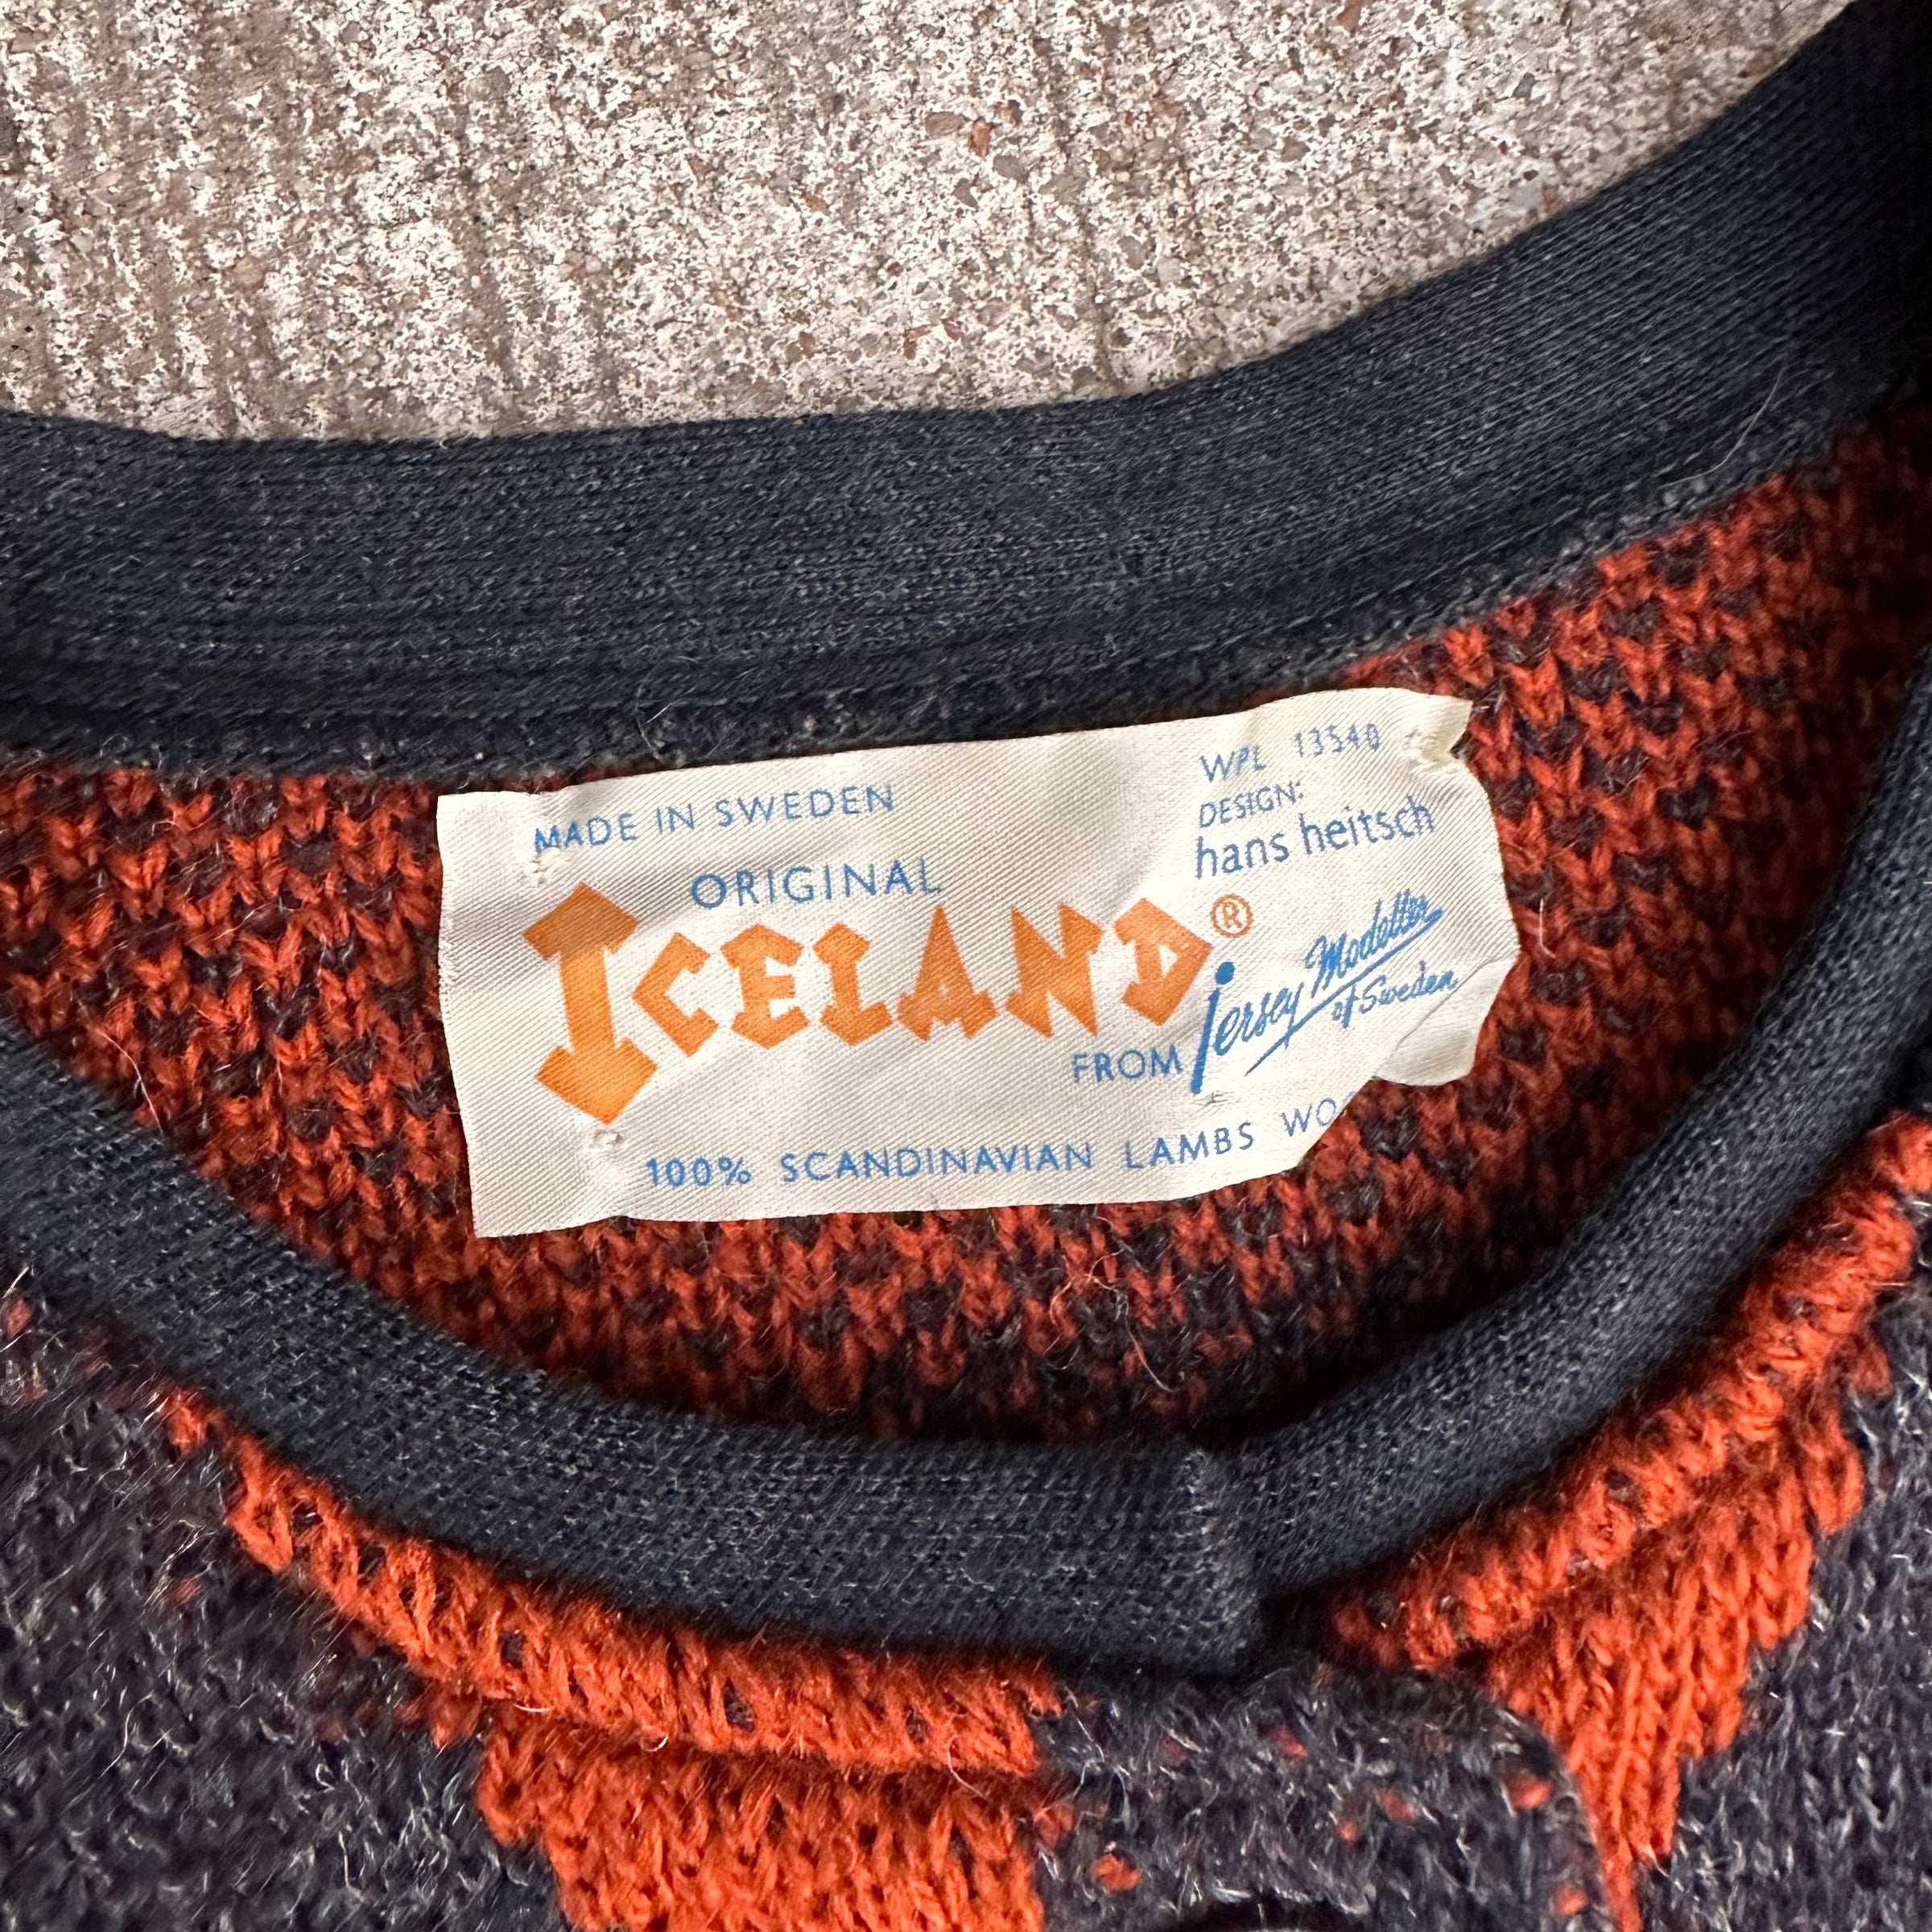 MADE IN SWEDEN
ORIGINAL
ICELAND®
WPL 13540
DESIGN:
hans heitsch
FROM jersey Modeller
of Sweden
100% SCANDINAVIAN LAMBS WO